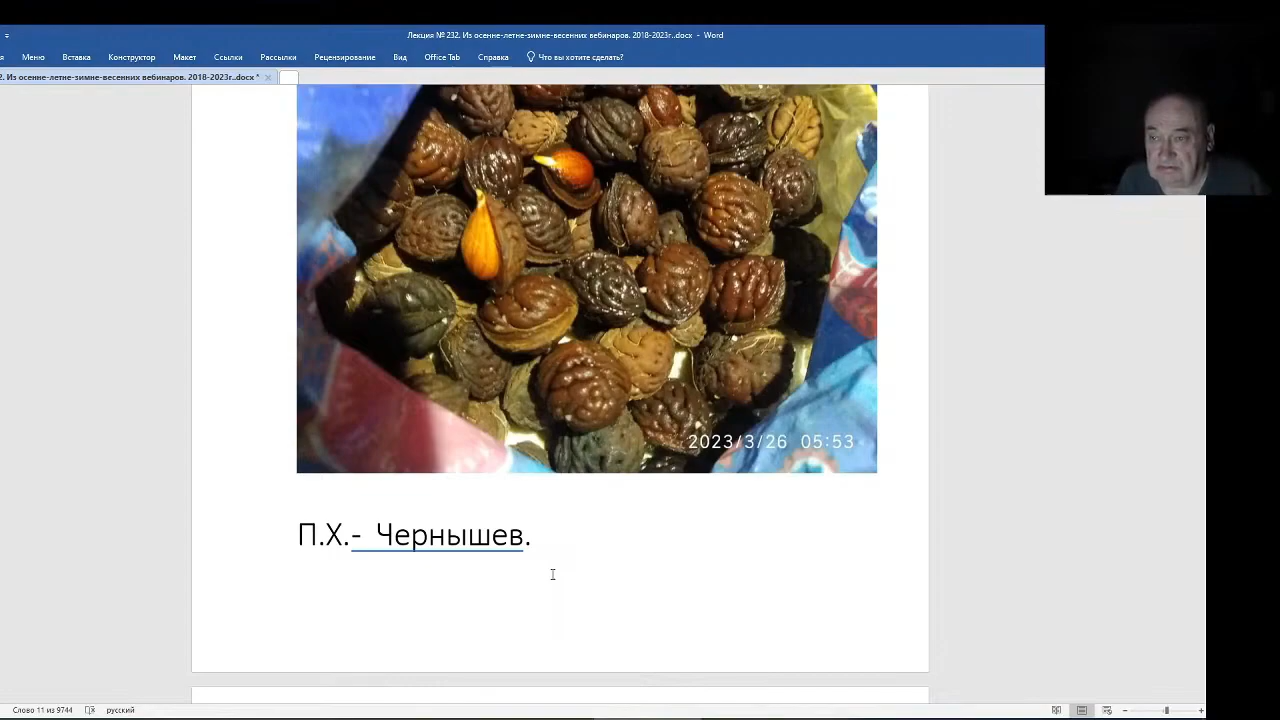 Лекция № 232. Из осенне-летне-зимне-весенних вебинаров. 2018-2023г..docx - Word
Меню Вставка Конструктор Макет Ссылки Рассылки Рецензирование Вид Office Tab Справка Что вы хотите сделать?
2. Из осенне-летне-зимне-весенних вебинаров. 2018-2023г..docx *
2023/3/26 05:53
П.Х.- Чернышев.
Слово 11 из 9744 русский